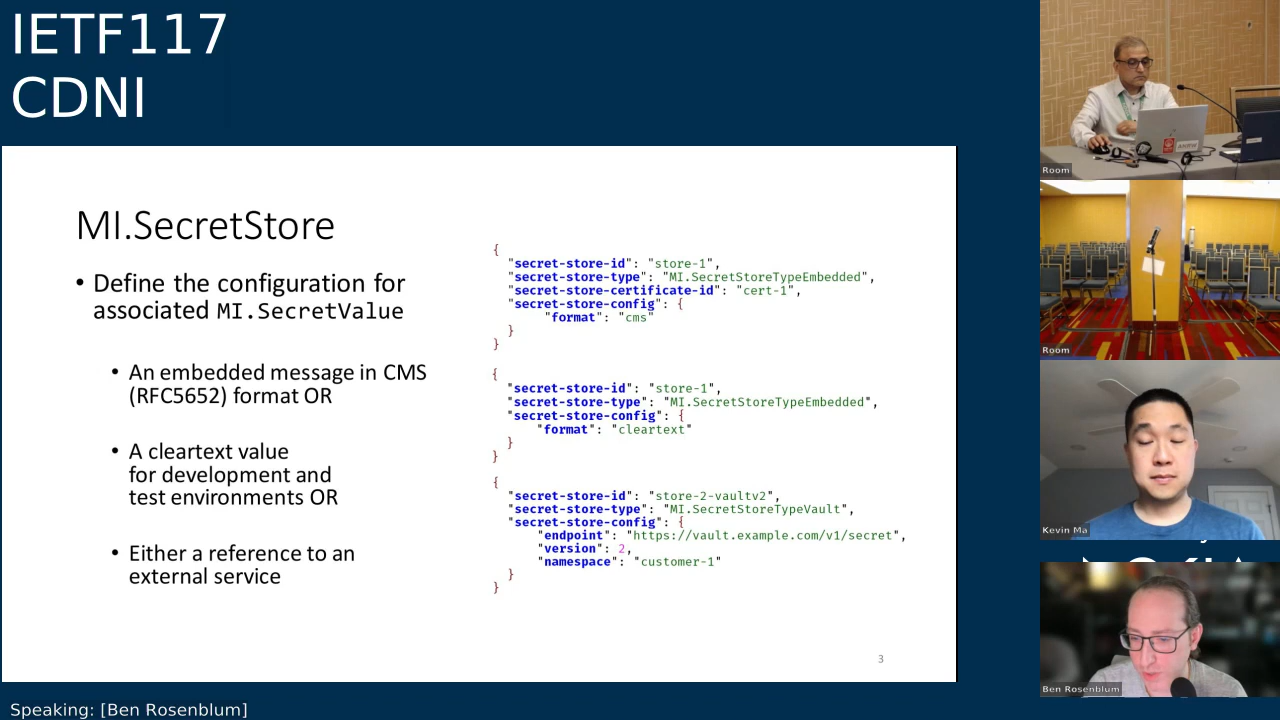 IETF117
CDNI
MI.SecretStore
• Define the configuration for
associated MI.SecretValue
• An embedded message in CMS
(RFC5652) format OR
• A cleartext value
for development and
test environments OR
• Either a reference to an
external service
{
"secret-store-id": "store-1",
"secret-store-type": "MI.SecretStoreTypeEmbedded",
"secret-store-certificate-id": "cert-1",
"secret-store-config": {
"format": "cms"
}
}
{
"secret-store-id": "store-1",
"secret-store-type": "MI.SecretStoreTypeEmbedded",
"secret-store-config": {
"format": "cleartext"
}
}
{
"secret-store-id": "store-2-vaultv2",
"secret-store-type": "MI.SecretStoreTypeVault",
"secret-store-config": {
"endpoint": "https://vault.example.com/v1/secret",
"version": 2,
"namespace": "customer-1"
}
}
3
Room
Room
Kevin Ma
Ben Rosenblum
Speaking: [Ben Rosenblum]